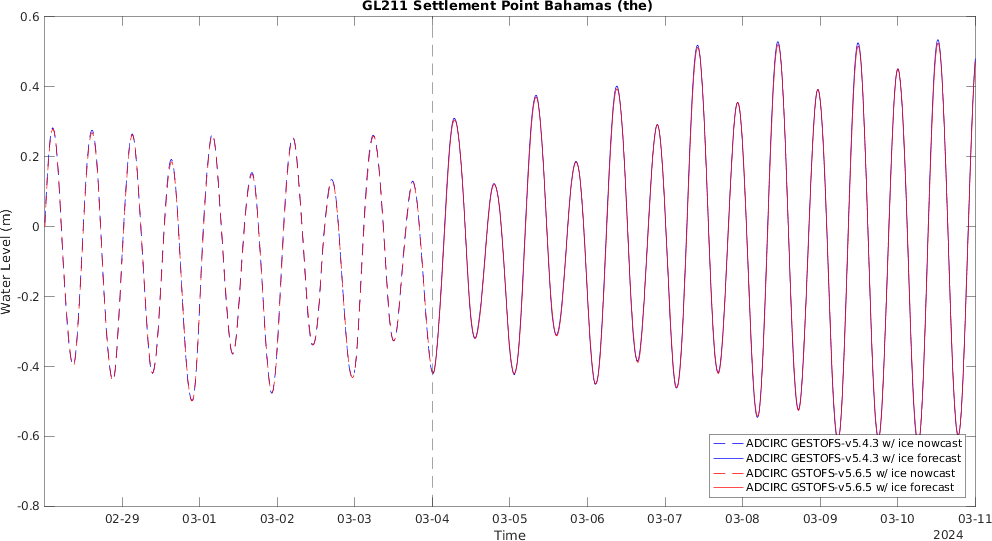 GL211 Settlement Point Bahamas (the)
0.6
0.4
0.2
0
-0.2
-0.4
-0.6
-0.8
Water Level (m)
ADCIRC GESTOFS-v5.4.3 w/ ice nowcast
ADCIRC GESTOFS-v5.4.3 w/ ice forecast
ADCIRC GSTOFS-v5.6.5 w/ ice nowcast
ADCIRC GSTOFS-v5.6.5 w/ ice forecast
02-29 03-01 03-02 03-03 03-04 03-05 03-06 03-07 03-08 03-09 03-10 03-11
Time
2024